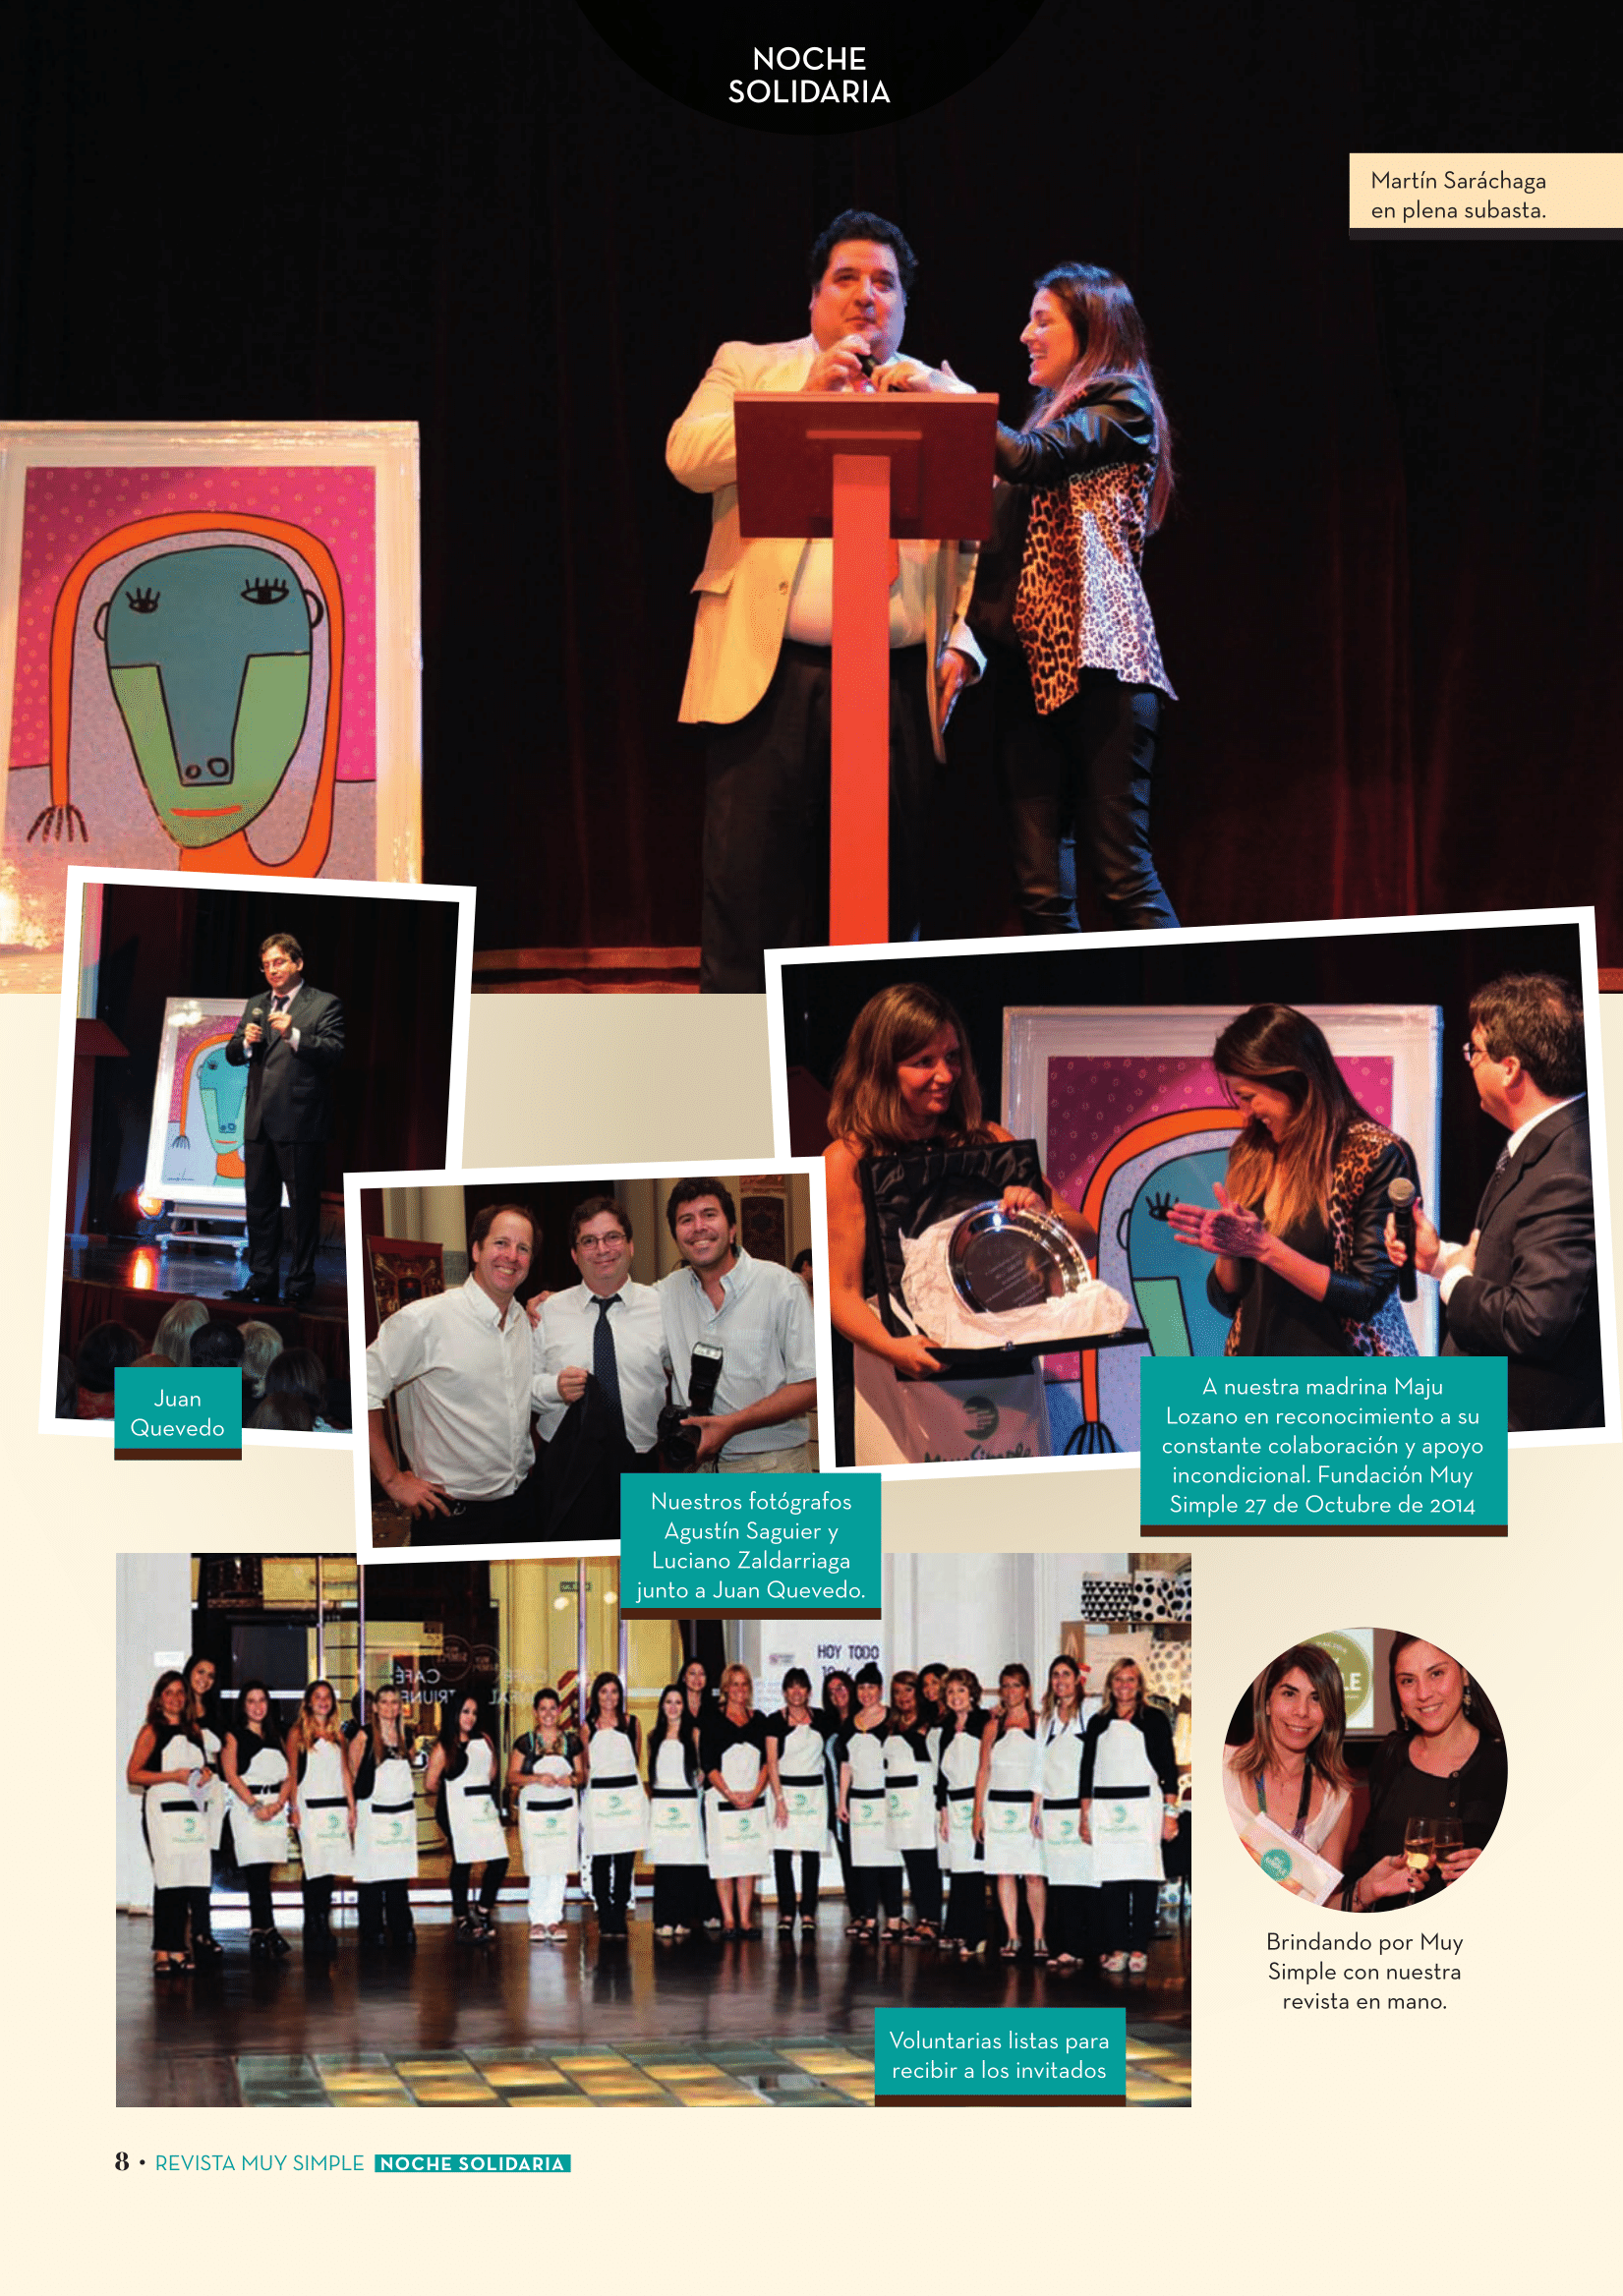 NOCHE
SOLIDARIA
Martín Saráchaga
en plena subasta.
Juan
Quevedo
Nuestros fotógrafos
Agustín Saguier y
Luciano Zaldarriaga
junto a Juan Quevedo.
A nuestra madrina Maju
Lozano en reconocimiento a su
constante colaboración y apoyo
incondicional. Fundación Muy
Simple 27 de Octubre de 2014
HOY TODO
CAFÉ
Brindando por Muy
Simple con nuestra
revista en mano.
Voluntarias listas para
recibir a los invitados
8 • REVISTA MUY SIMPLE NOCHE SOLIDARIA